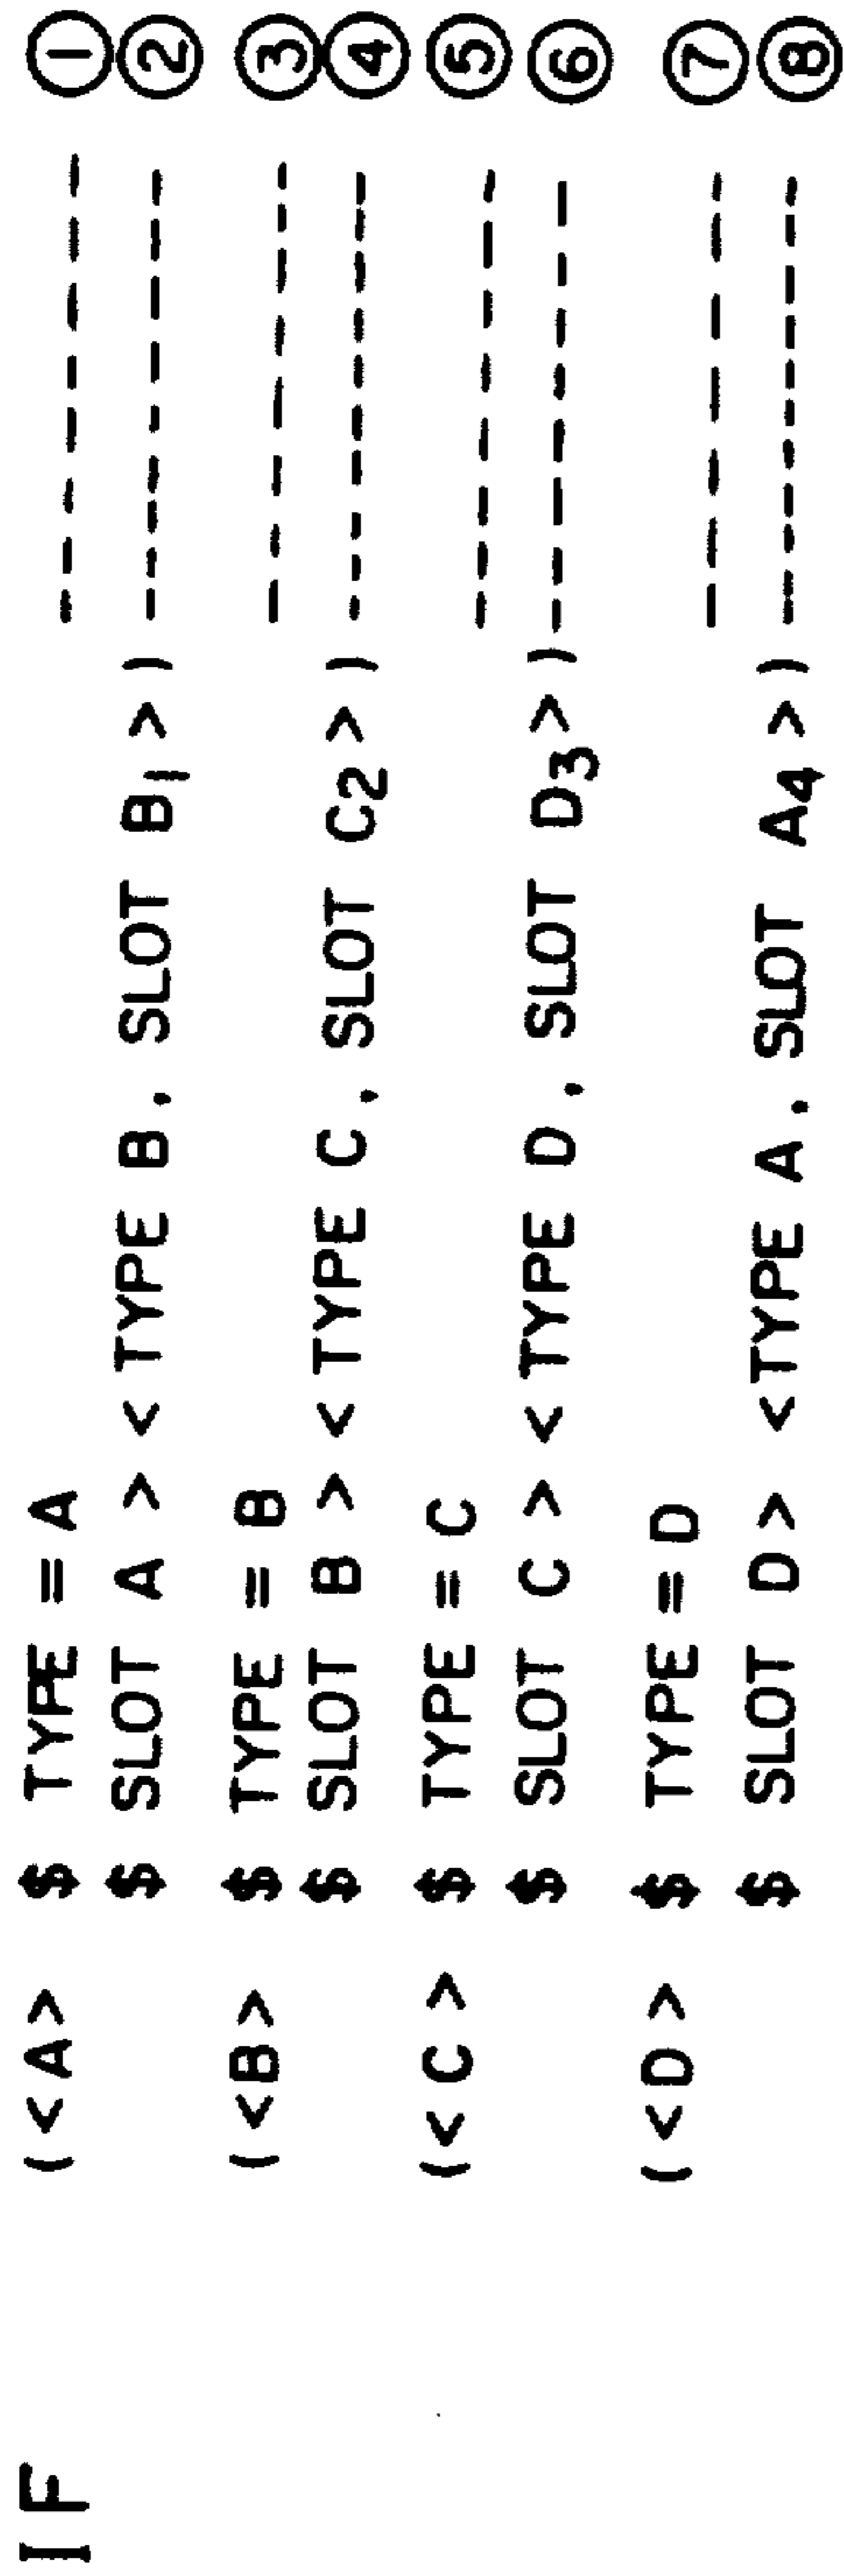 IF (<A> $ TYPE = A ------- ①
$ SLOT A > < TYPE B, SLOT B₁ >) ------- ②
(<B> $ TYPE = B ------- ③
$ SLOT B > < TYPE C, SLOT C₂ >) ------- ④
(< C > $ TYPE = C ------- ⑤
$ SLOT C > < TYPE D, SLOT D₃ >) ------- ⑥
(<D > $ TYPE = D ------- ⑦
$ SLOT D > <TYPE A, SLOT A₄ >) ------- ⑧